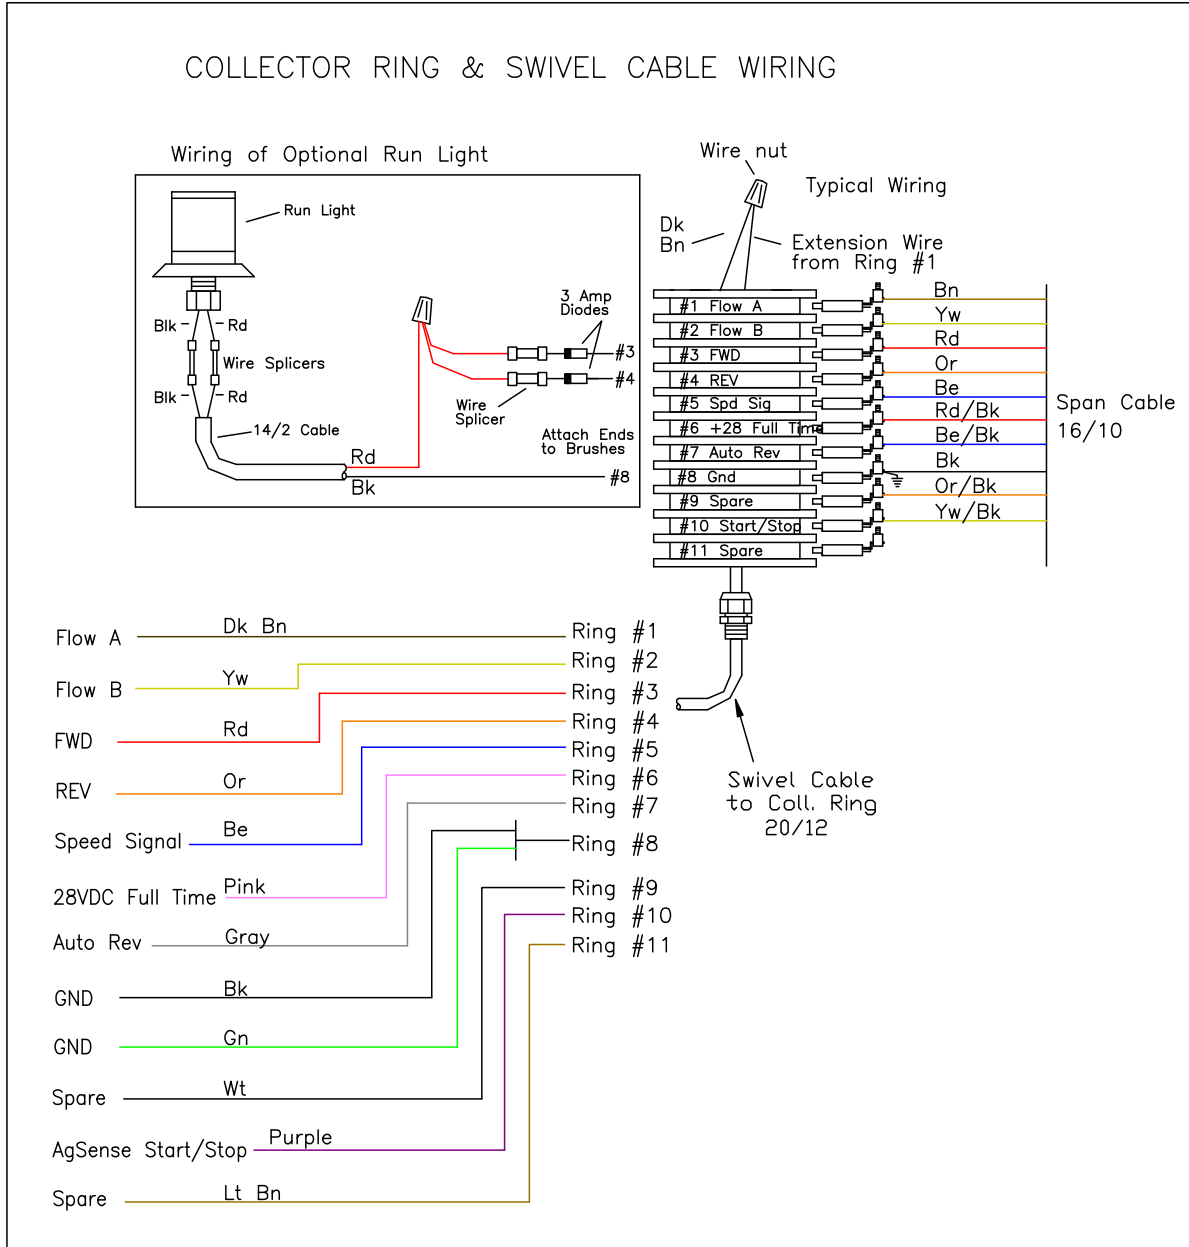 COLLECTOR RING & SWIVEL CABLE WIRING
Wiring of Optional Run Light
Run Light
Blk
Rd
Wire Splicers
Blk
Rd
14/2 Cable
Rd
Bk
3 Amp
Diodes
#3
#4
Wire
Splicer
Attach Ends
to Brushes
#8
Wire nut
Typical Wiring
Dk
Bn
Extension Wire
from Ring #1
#1 Flow A
#2 Flow B
#3 FWD
#4 REV
#5 Spd Sig
#6 +28 Full Time
#7 Auto Rev
#8 Gnd
#9 Spare
#10 Start/Stop
#11 Spare
Bn
Yw
Rd
Or
Be
Rd/Bk
Be/Bk
Bk
Or/Bk
Yw/Bk
Span Cable
16/10
Swivel Cable
to Coll. Ring
20/12
Flow A Dk Bn Ring #1
Flow B Yw Ring #2
FWD Rd Ring #3
REV Or Ring #4
Speed Signal Be Ring #5
28VDC Full Time Pink Ring #6
Auto Rev Gray Ring #7
GND Bk Ring #8
GND Gn
Spare Wt Ring #9
AgSense Start/Stop Purple Ring #10
Spare Lt Bn Ring #11